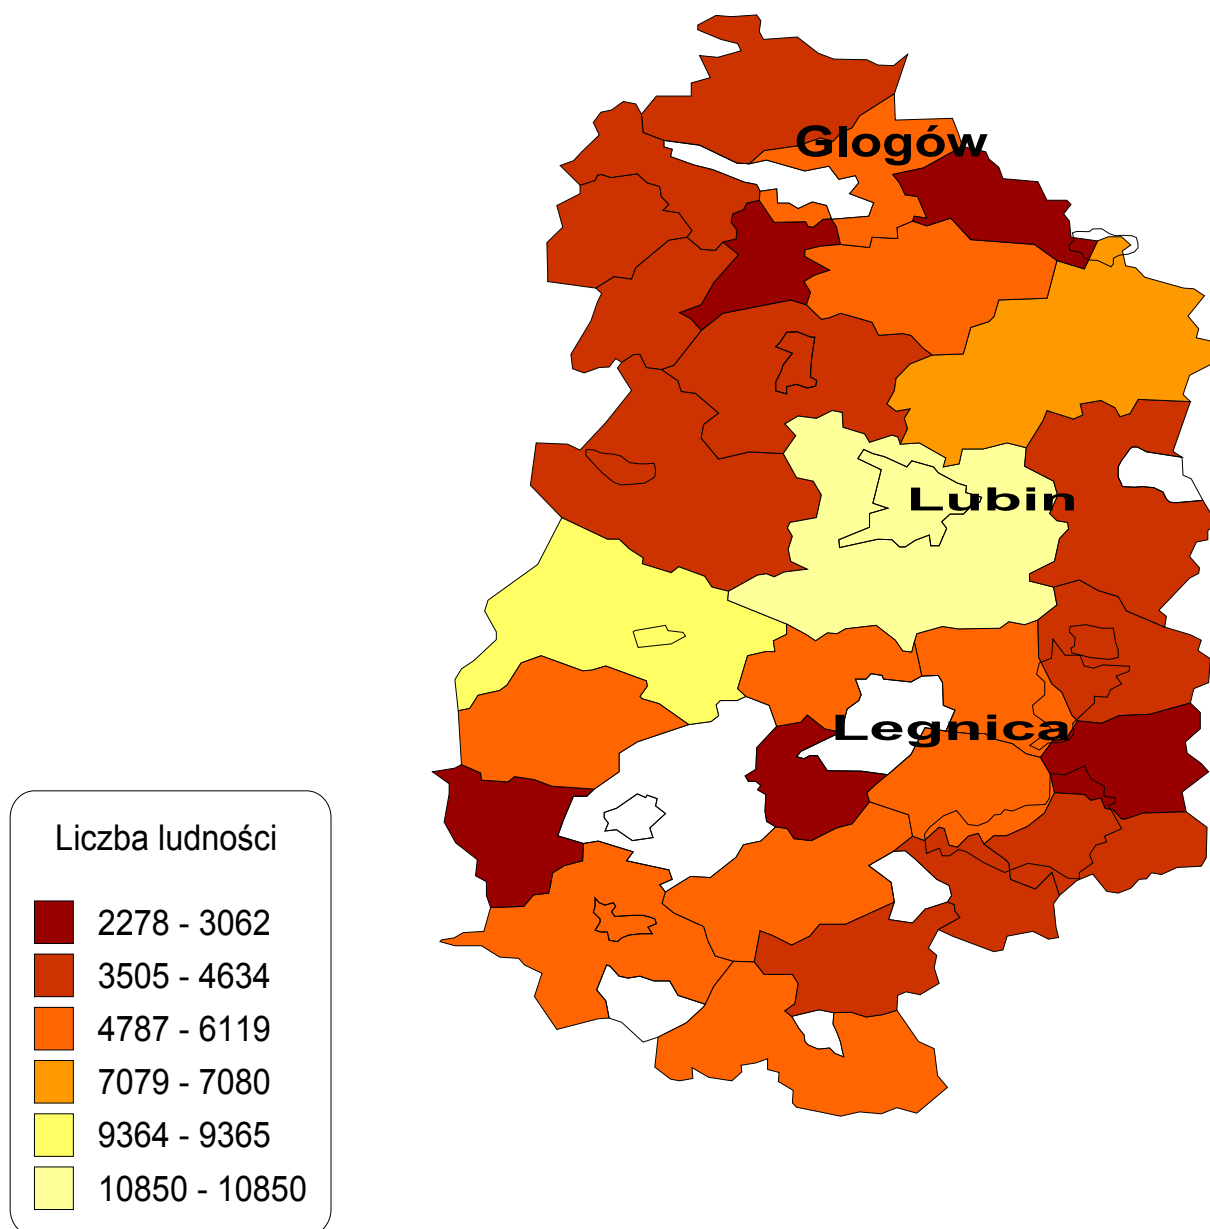 Glogów
Lubin
Legnica
Liczba ludności
2278 - 3062
3505 - 4634
4787 - 6119
7079 - 7080
9364 - 9365
10850 - 10850